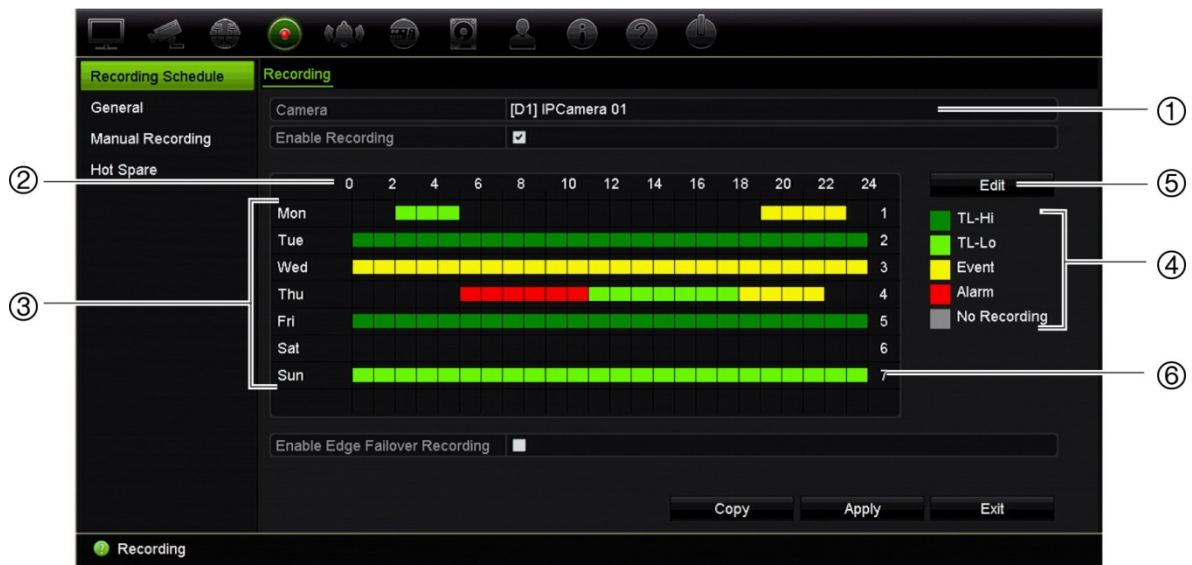 Recording Schedule
Recording
General
Camera
[D1] IPCamera 01
①
Manual Recording
Enable Recording
Hot Spare
②
0 2 4 6 8 10 12 14 16 18 20 22 24
Edit
⑤
③
Mon
1
Tue
2
Wed
3
Thu
4
Fri
5
Sat
6
Sun
7
TL-Hi
TL-Lo
Event
Alarm
No Recording
④
⑥
Enable Edge Failover Recording
Copy
Apply
Exit
Recording